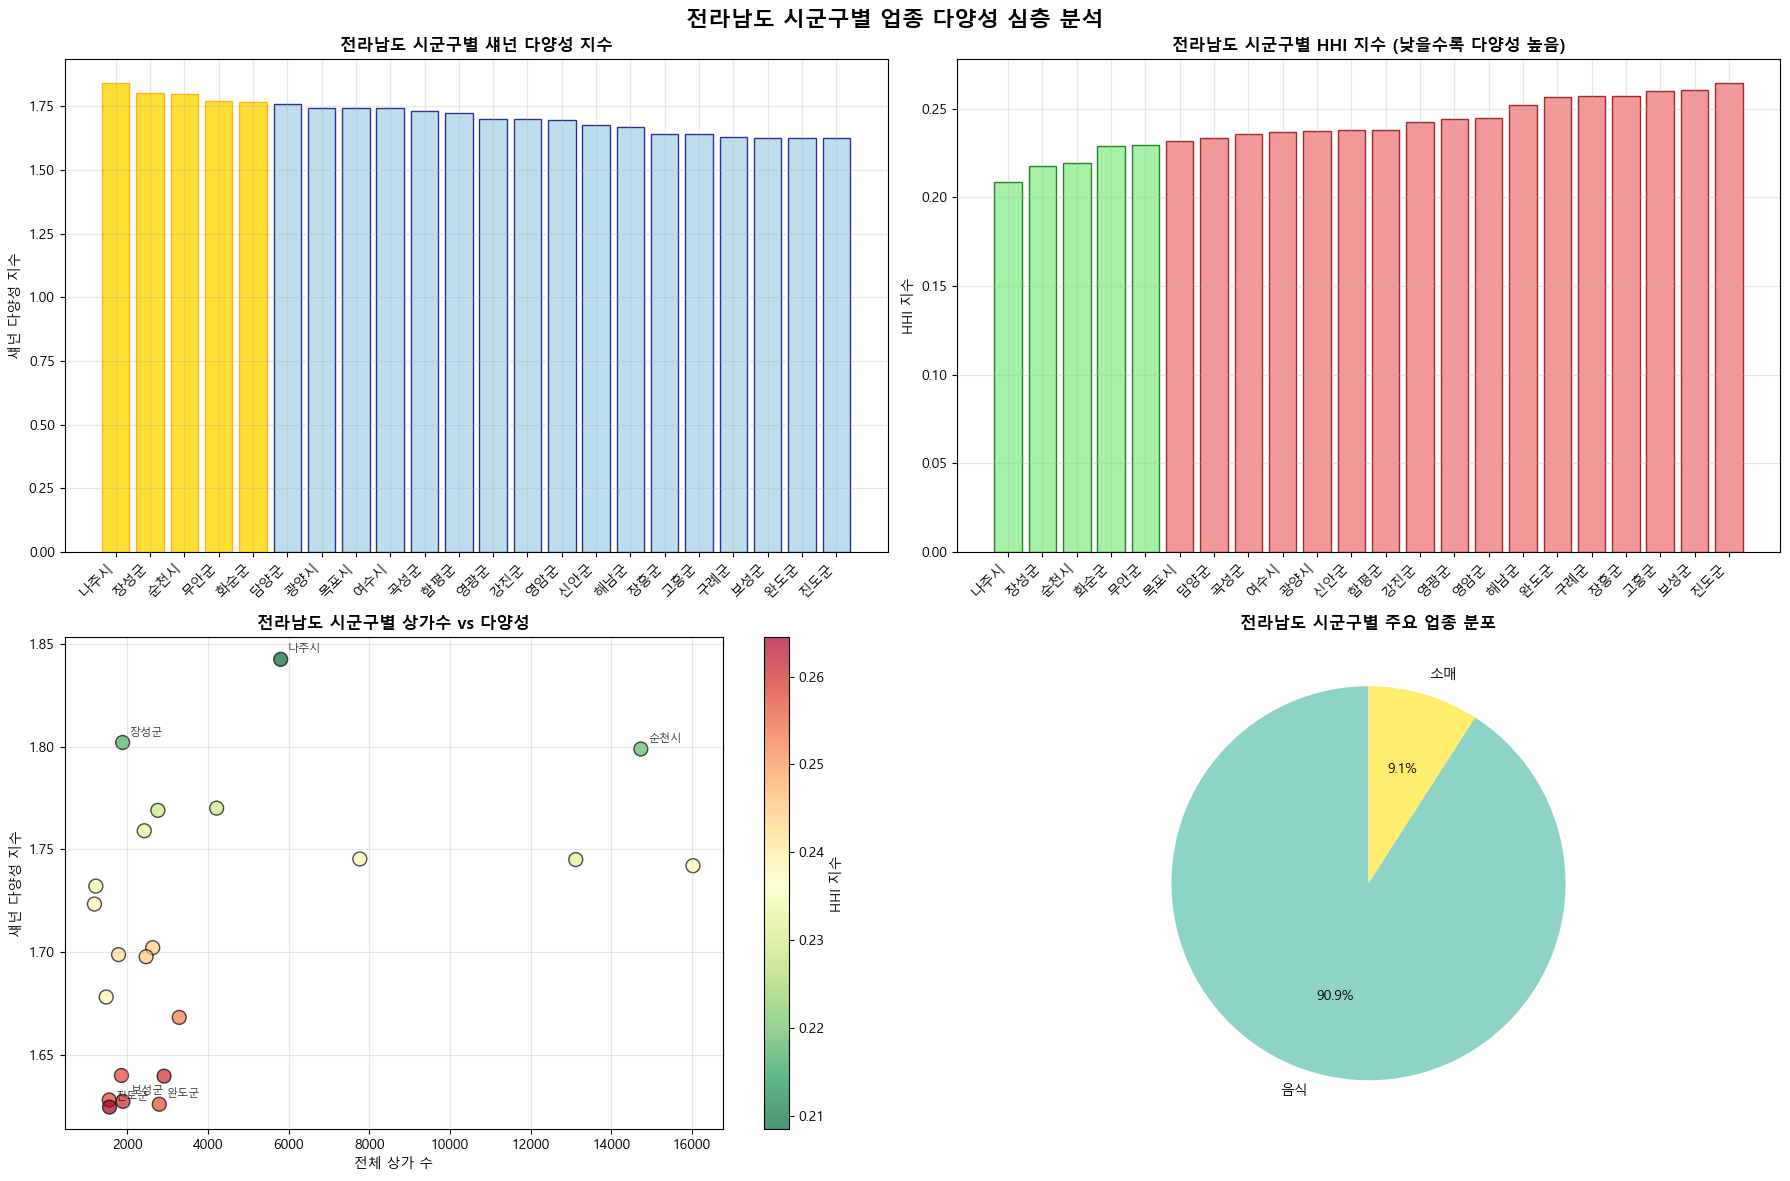 전라남도 시군구별 업종 다양성 심층 분석
전라남도 시군구별 섀넌 다양성 지수
섀넌 다양성 지수
1.75
1.50
1.25
1.00
0.75
0.50
0.25
0.00
나주시
장성군
순천시
무안군
화순군
담양군
광양시
목포시
여수시
곡성군
함평군
영광군
강진군
영암군
신안군
해남군
장흥군
고흥군
구례군
보성군
완도군
진도군
전라남도 시군구별 HHI 지수 (낮을수록 다양성 높음)
HHI 지수
0.25
0.20
0.15
0.10
0.05
0.00
나주시
장성군
순천시
화순군
무안군
목포시
담양군
곡성군
여수시
광양시
신안군
함평군
강진군
영광군
영암군
해남군
완도군
구례군
장흥군
고흥군
보성군
진도군
전라남도 시군구별 상가수 vs 다양성
섀넌 다양성 지수
1.85
1.80
1.75
1.70
1.65
나주시
장성군
순천시
보성군
진도군
완도군
2000
4000
6000
8000
10000
12000
14000
16000
전체 상가 수
0.26
0.25
0.24
0.23
0.22
0.21
HHI 지수
전라남도 시군구별 주요 업종 분포
소매
9.1%
90.9%
음식